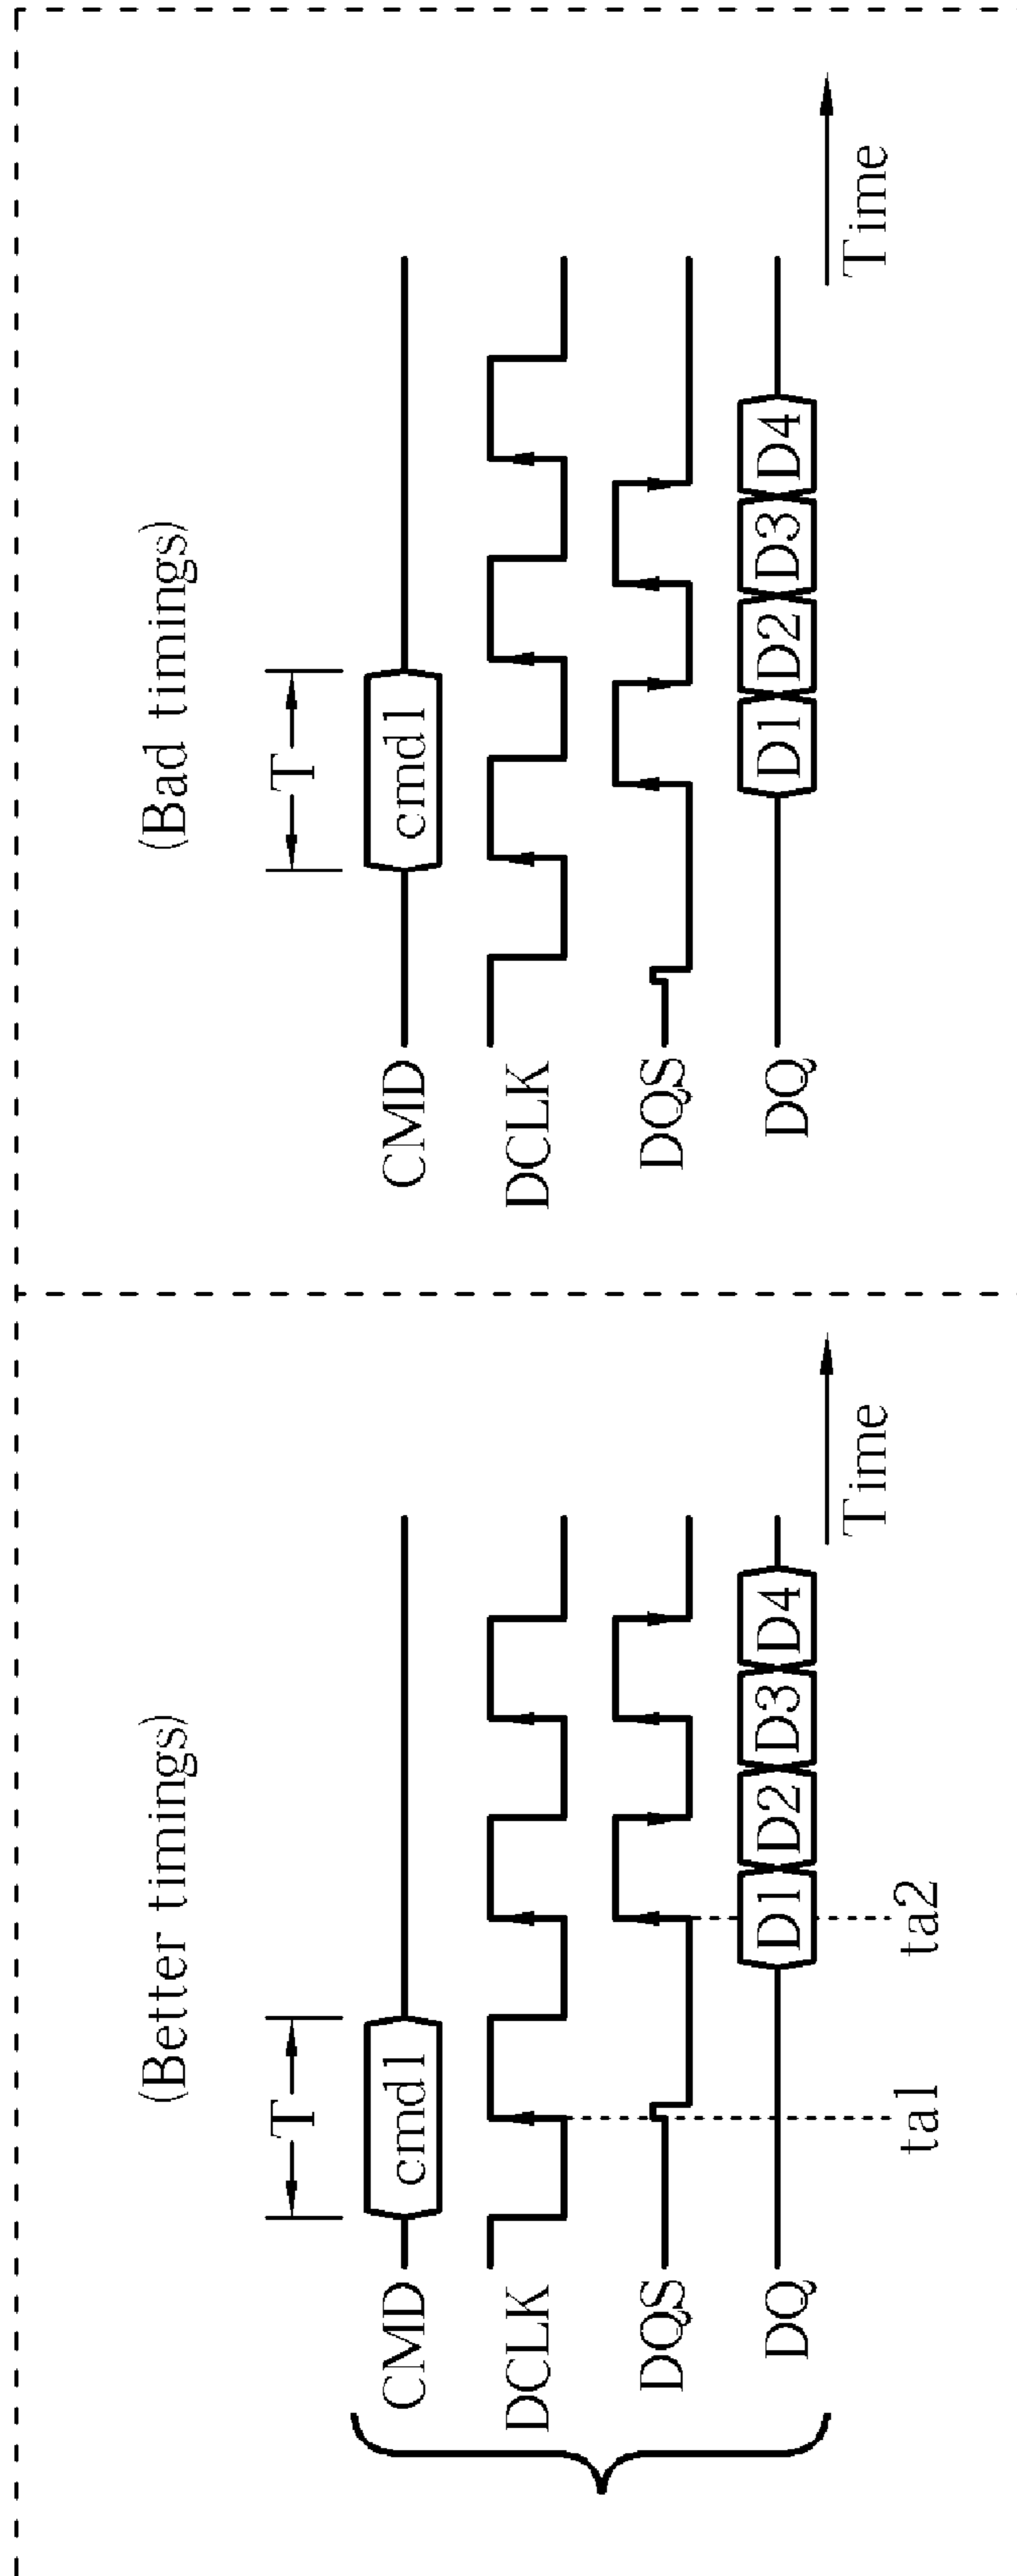 (Better timings)
T
CMD
cmd1
DCLK
DQS
DQ
D1 D2 D3 D4
ta1
ta2
Time
(Bad timings)
T
CMD
cmd1
DCLK
DQS
DQ
D1 D2 D3 D4
Time